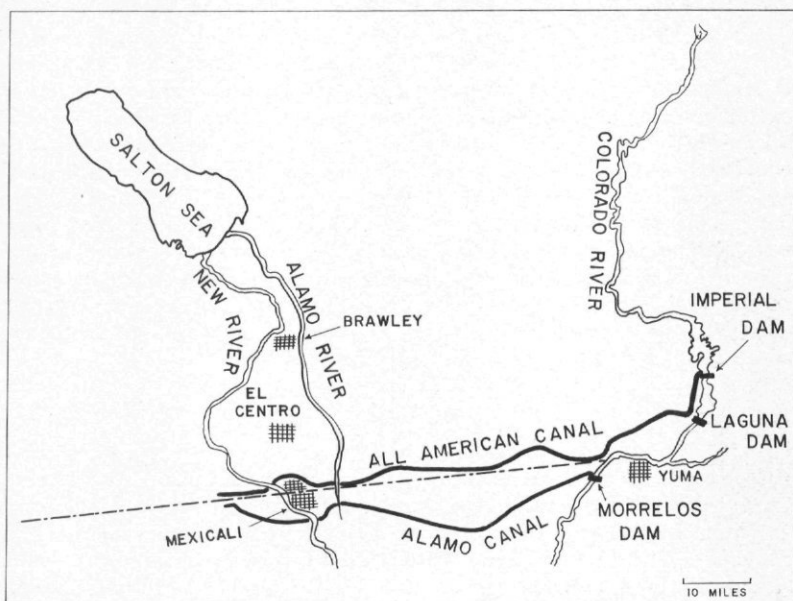 SALTON SEA
NEW RIVER
ALAMO RIVER
COLORADO RIVER
IMPERIAL
DAM
BRAWLEY
EL
CENTRO
LAGUNA
DAM
ALL AMERICAN CANAL
YUMA
MORRELOS
DAM
MEXICALI
ALAMO CANAL
10 MILES